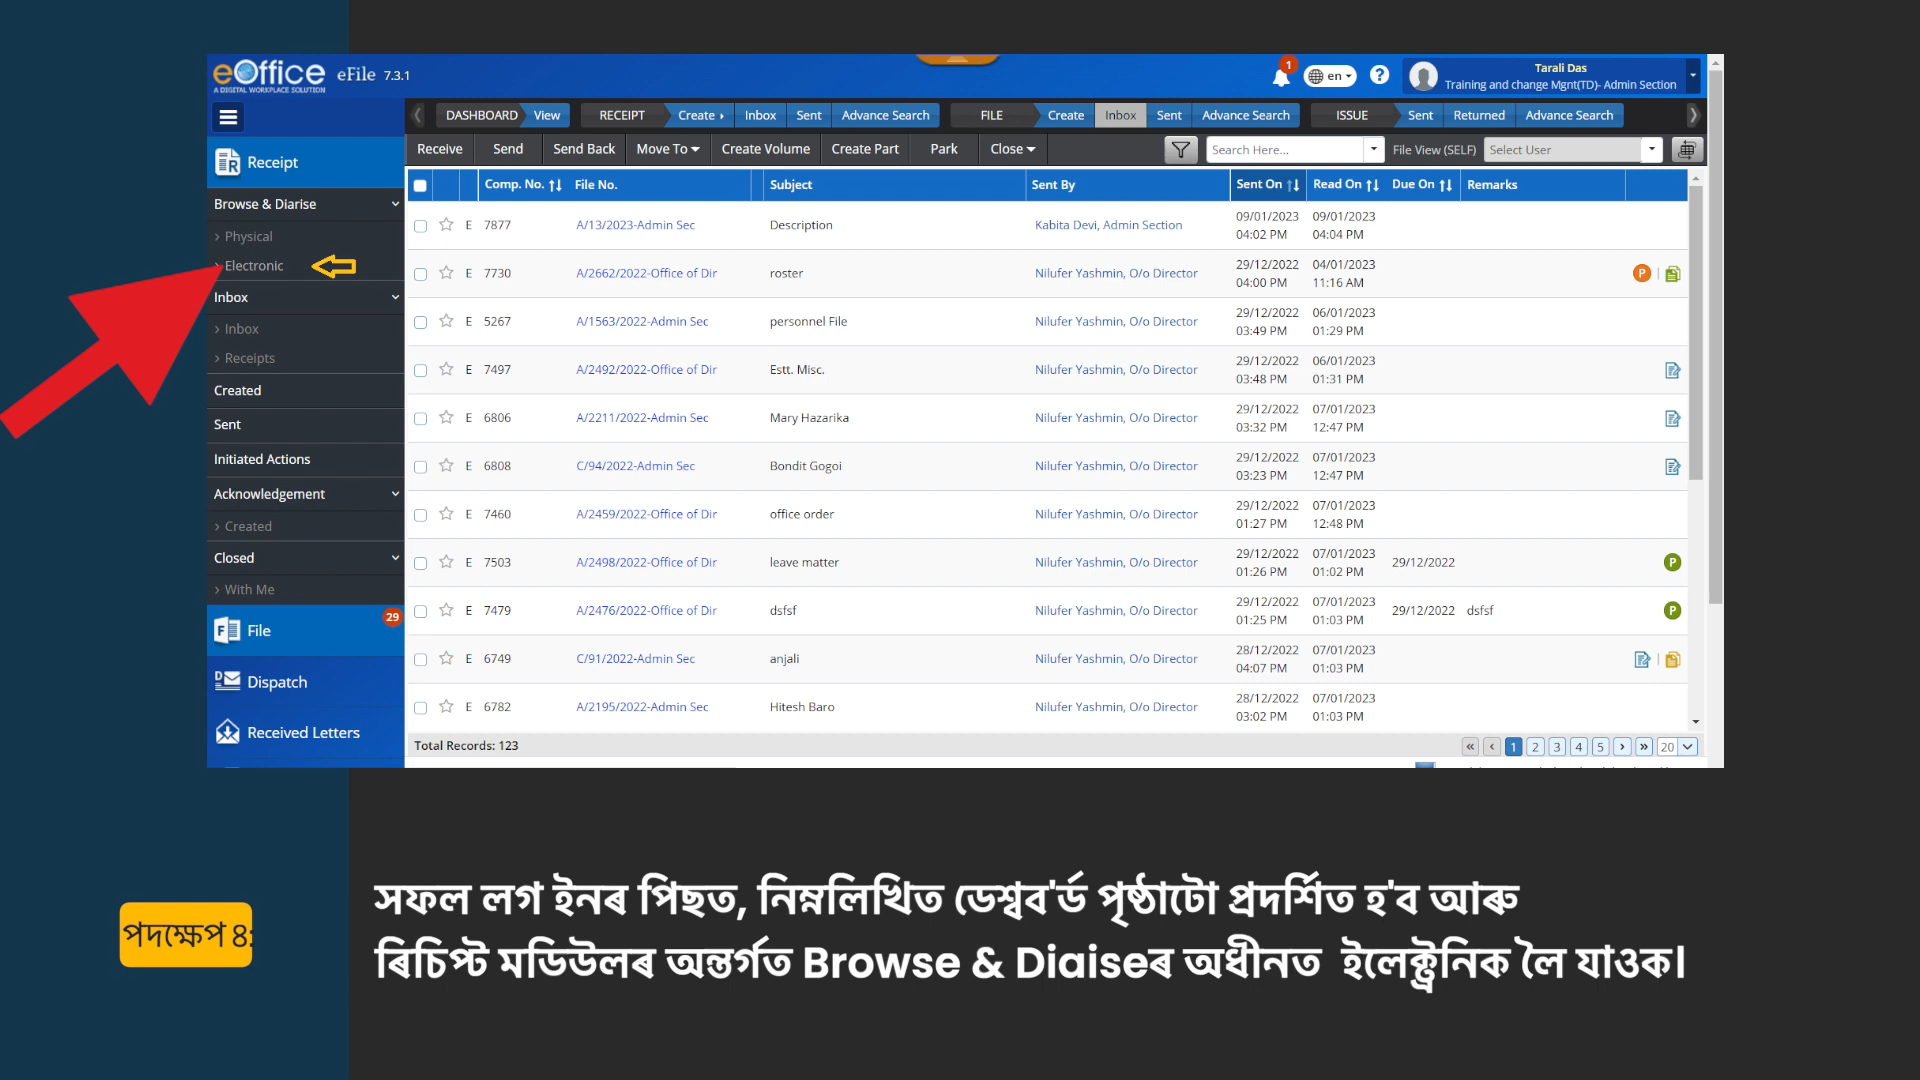 eOffice eFile 7.3.1
A DIGITAL WORKPLACE SOLUTION
1
en
?
Tarali Das
Training and change Mgnt(TD)- Admin Section
DASHBOARD View RECEIPT Create Inbox Sent Advance Search FILE Create Inbox Sent Advance Search ISSUE Sent Returned Advance Search
Receive Send Send Back Move To Create Volume Create Part Park Close Search Here... File View (SELF) Select User
Receipt
Browse & Diarise
Physical
Electronic
Inbox
Inbox
Receipts
Created
Sent
Initiated Actions
Acknowledgement
Created
Closed
With Me
File 29
Dispatch
Received Letters
Comp. No. File No. Subject Sent By Sent On Read On Due On Remarks
E 7877 A/13/2023-Admin Sec Description Kabita Devi, Admin Section 09/01/2023 09/01/2023
04:02 PM 04:04 PM
E 7730 A/2662/2022-Office of Dir roster Nilufer Yashmin, O/o Director 29/12/2022 04/01/2023 P
04:00 PM 11:16 AM
E 5267 A/1563/2022-Admin Sec personnel File Nilufer Yashmin, O/o Director 29/12/2022 06/01/2023
03:49 PM 01:29 PM
E 7497 A/2492/2022-Office of Dir Estt. Misc. Nilufer Yashmin, O/o Director 29/12/2022 06/01/2023
03:48 PM 01:31 PM
E 6806 A/2211/2022-Admin Sec Mary Hazarika Nilufer Yashmin, O/o Director 29/12/2022 07/01/2023
03:32 PM 12:47 PM
E 6808 C/94/2022-Admin Sec Bondit Gogoi Nilufer Yashmin, O/o Director 29/12/2022 07/01/2023
03:23 PM 12:47 PM
E 7460 A/2459/2022-Office of Dir office order Nilufer Yashmin, O/o Director 29/12/2022 07/01/2023
01:27 PM 12:48 PM
E 7503 A/2498/2022-Office of Dir leave matter Nilufer Yashmin, O/o Director 29/12/2022 07/01/2023 29/12/2022 P
01:26 PM 01:02 PM
E 7479 A/2476/2022-Office of Dir dsfsf Nilufer Yashmin, O/o Director 29/12/2022 07/01/2023 29/12/2022 dsfsf P
01:25 PM 01:03 PM
E 6749 C/91/2022-Admin Sec anjali Nilufer Yashmin, O/o Director 28/12/2022 07/01/2023
04:07 PM 01:03 PM
E 6782 A/2195/2022-Admin Sec Hitesh Baro Nilufer Yashmin, O/o Director 28/12/2022 07/01/2023
03:02 PM 01:03 PM
Total Records: 123 « ‹ 1 2 3 4 5 › » 20
পদক্ষেপ ৪:
সফল লগ ইনৰ পিছত, নিম্নলিখিত ডেশ্বব'ৰ্ড পৃষ্ঠাটো প্ৰদৰ্শিত হ'ব আৰু
ৰিচিপ্ট মডিউলৰ অন্তৰ্গত Browse & Diaiseৰ অধীনত ইলেক্ট্ৰনিক লৈ যাওক।